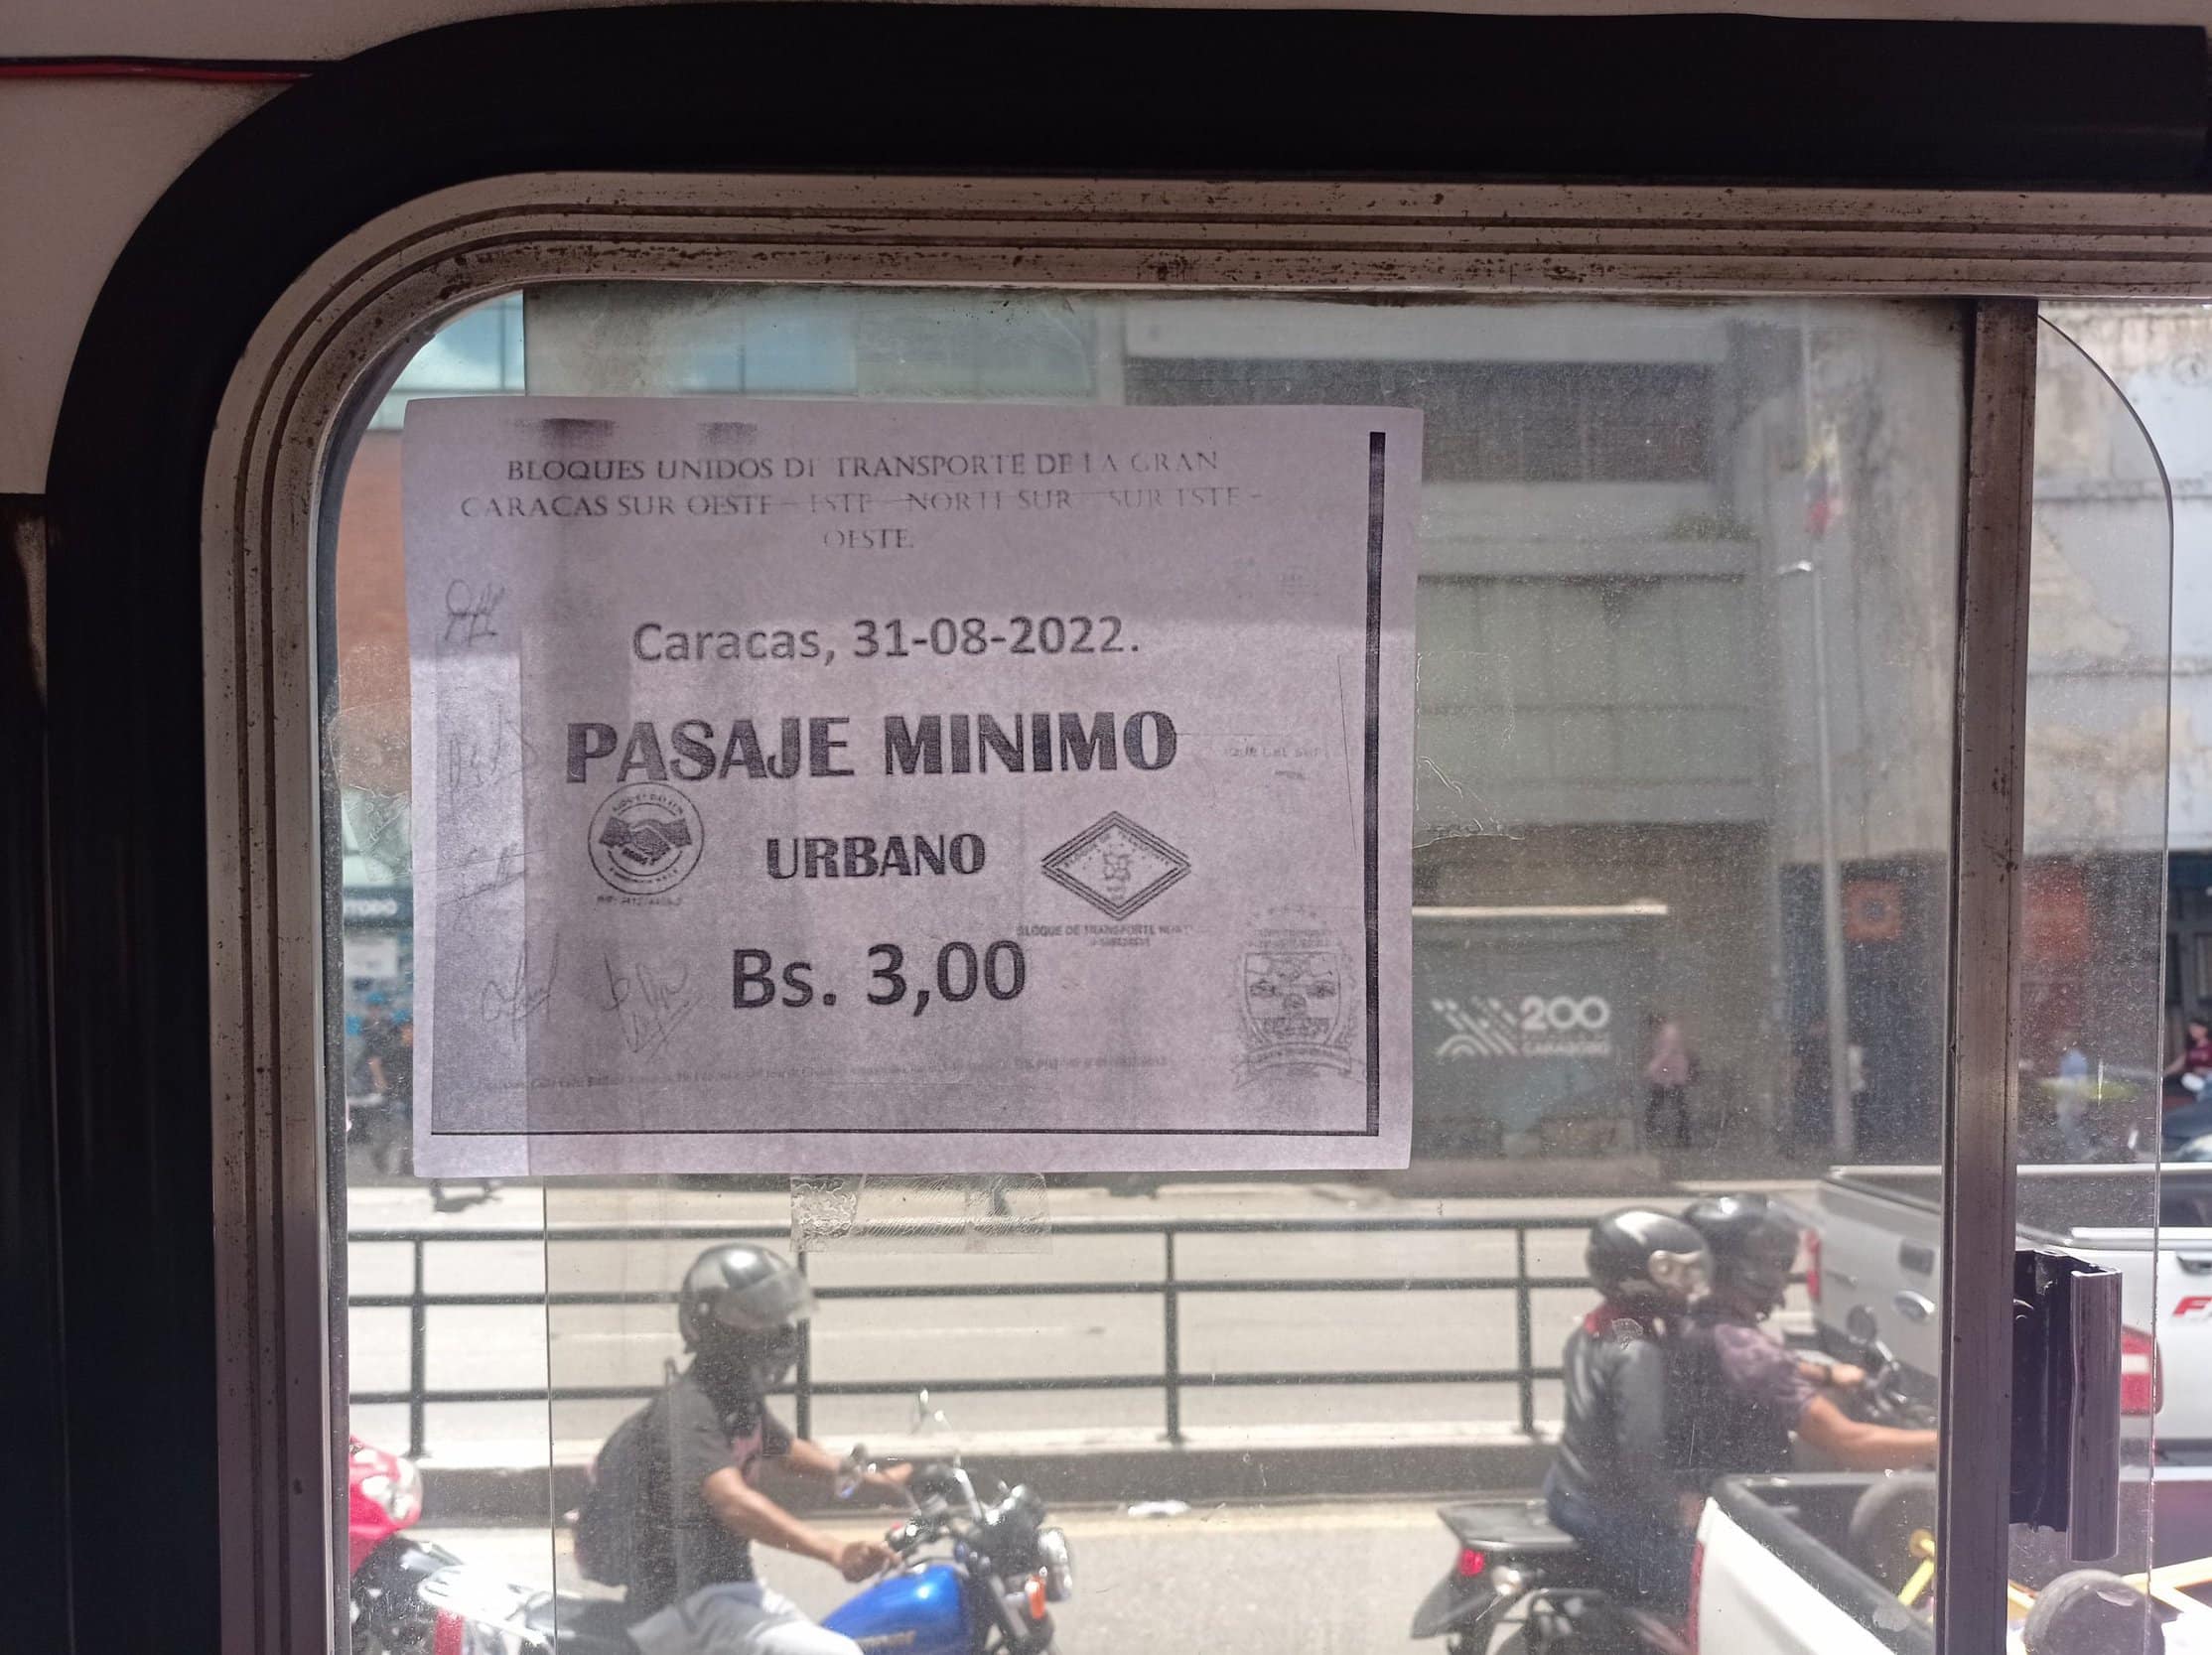 BLOQUES UNIDOS DE TRANSPORTE DE LA GRAN
CARACAS SUR OESTE – ESTE – NORTE SUR – SUR ESTE –
OESTE.
Caracas, 31-08-2022.
PASAJE MINIMO
URBANO
BLOQUE DE TRANSPORTE
Bs. 3,00
200
CARABOBO